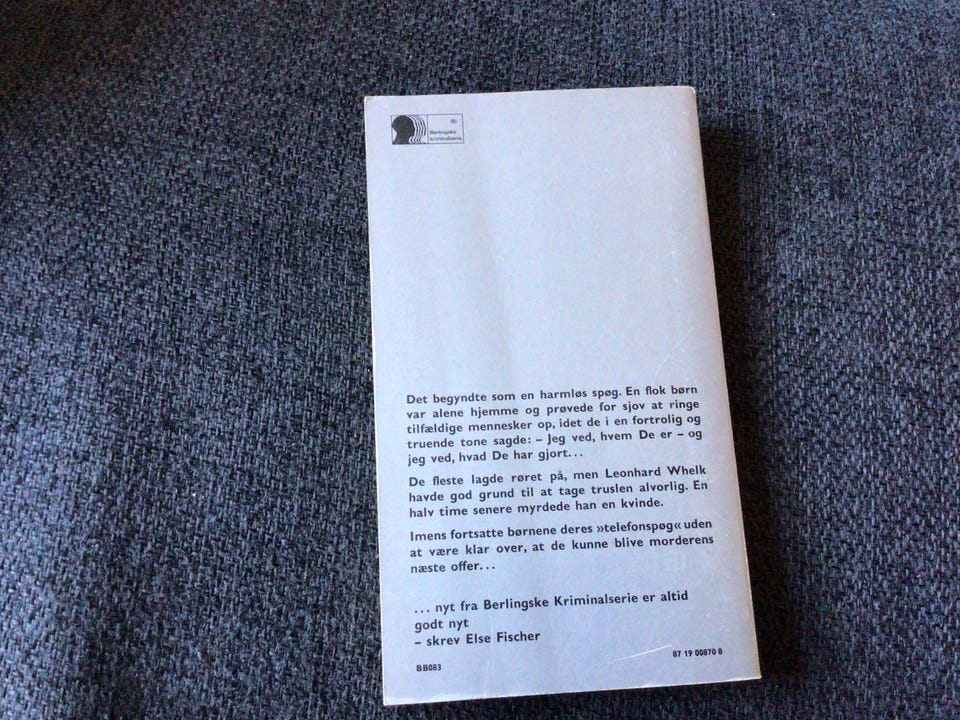 Berlingske
kriminalserie
Det begyndte som en harmløs spøg. En flok børn
var alene hjemme og prøvede for sjov at ringe
tilfældige mennesker op, idet de i en fortrolig og
truende tone sagde: – Jeg ved, hvem De er – og
jeg ved, hvad De har gjort...
De fleste lagde røret på, men Leonhard Whelk
havde god grund til at tage truslen alvorlig. En
halv time senere myrdede han en kvinde.
Imens fortsatte børnene deres »telefonspøg« uden
at være klar over, at de kunne blive morderens
næste offer...
... nyt fra Berlingske Kriminalserie er altid
godt nyt
– skrev Else Fischer
BB083
87 19 00870 8